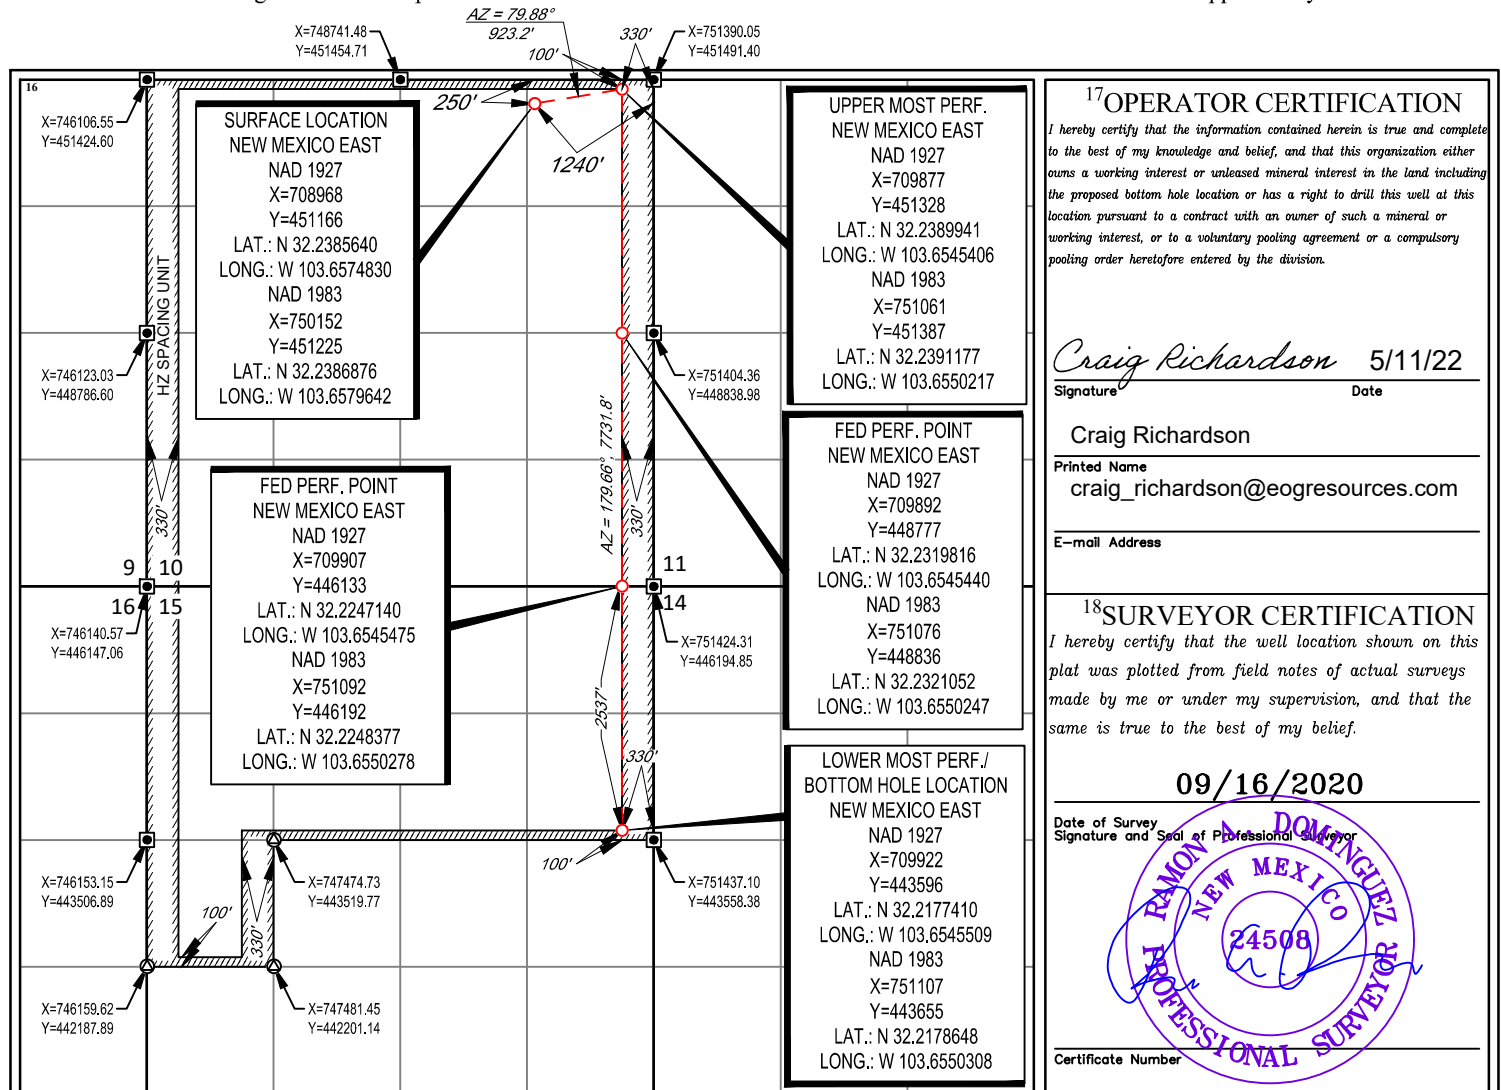 AZ = 79.88°
923.2'
100'
330'
X=748741.48
Y=451454.71
X=751390.05
Y=451491.40
16
250'
1240'
X=746106.55
Y=451424.60
SURFACE LOCATION
NEW MEXICO EAST
NAD 1927
X=708968
Y=451166
LAT.: N 32.2385640
LONG.: W 103.6574830
NAD 1983
X=750152
Y=451225
LAT.: N 32.2386876
LONG.: W 103.6579642
UPPER MOST PERF.
NEW MEXICO EAST
NAD 1927
X=709877
Y=451328
LAT.: N 32.2389941
LONG.: W 103.6545406
NAD 1983
X=751061
Y=451387
LAT.: N 32.2391177
LONG.: W 103.6550217
HZ SPACING UNIT
X=746123.03
Y=448786.60
X=751404.36
Y=448838.98
330'
AZ = 179.66°, 7731.8'
330'
FED PERF. POINT
NEW MEXICO EAST
NAD 1927
X=709907
Y=446133
LAT.: N 32.2247140
LONG.: W 103.6545475
NAD 1983
X=751092
Y=446192
LAT.: N 32.2248377
LONG.: W 103.6550278
FED PERF. POINT
NEW MEXICO EAST
NAD 1927
X=709892
Y=448777
LAT.: N 32.2319816
LONG.: W 103.6545440
NAD 1983
X=751076
Y=448836
LAT.: N 32.2321052
LONG.: W 103.6550247
9 10
16 15
11
14
X=746140.57
Y=446147.06
X=751424.31
Y=446194.85
2537'
330'
100'
LOWER MOST PERF./
BOTTOM HOLE LOCATION
NEW MEXICO EAST
NAD 1927
X=709922
Y=443596
LAT.: N 32.2177410
LONG.: W 103.6545509
NAD 1983
X=751107
Y=443655
LAT.: N 32.2178648
LONG.: W 103.6550308
X=746153.15
Y=443506.89
X=747474.73
Y=443519.77
X=751437.10
Y=443558.38
100'
330'
X=746159.62
Y=442187.89
X=747481.45
Y=442201.14
17 OPERATOR CERTIFICATION
I hereby certify that the information contained herein is true and complete
to the best of my knowledge and belief, and that this organization either
owns a working interest or unleased mineral interest in the land including
the proposed bottom hole location or has a right to drill this well at this
location pursuant to a contract with an owner of such a mineral or
working interest, or to a voluntary pooling agreement or a compulsory
pooling order heretofore entered by the division.
Craig Richardson 5/11/22
Signature Date
Craig Richardson
Printed Name
craig_richardson@eogresources.com
E-mail Address
18 SURVEYOR CERTIFICATION
I hereby certify that the well location shown on this
plat was plotted from field notes of actual surveys
made by me or under my supervision, and that the
same is true to the best of my belief.
09/16/2020
Date of Survey
Signature and Seal of Professional Surveyor
RAMON A. DOMINGUEZ
NEW MEXICO
24508
PROFESSIONAL SURVEYOR
Certificate Number